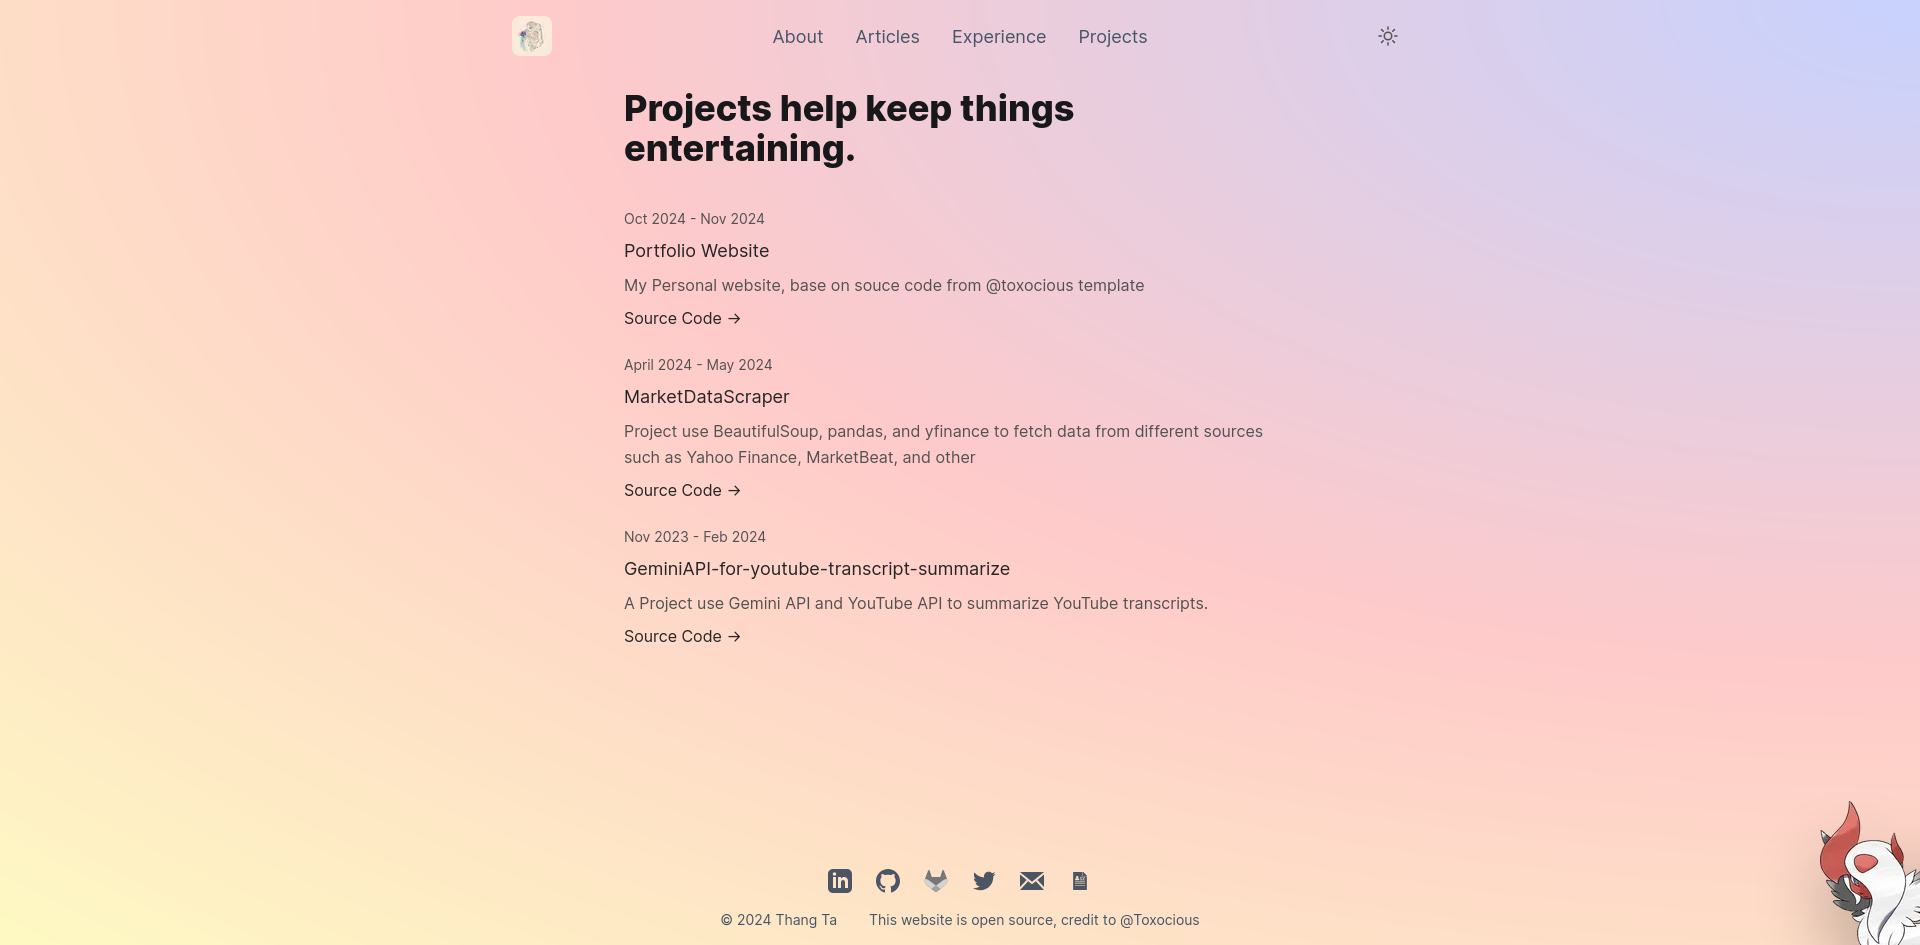 About Articles Experience Projects
Projects help keep things
entertaining.
Oct 2024 - Nov 2024
Portfolio Website
My Personal website, base on souce code from @toxocious template
Source Code →
April 2024 - May 2024
MarketDataScraper
Project use BeautifulSoup, pandas, and yfinance to fetch data from different sources
such as Yahoo Finance, MarketBeat, and other
Source Code →
Nov 2023 - Feb 2024
GeminiAPI-for-youtube-transcript-summarize
A Project use Gemini API and YouTube API to summarize YouTube transcripts.
Source Code →
© 2024 Thang Ta This website is open source, credit to @Toxocious